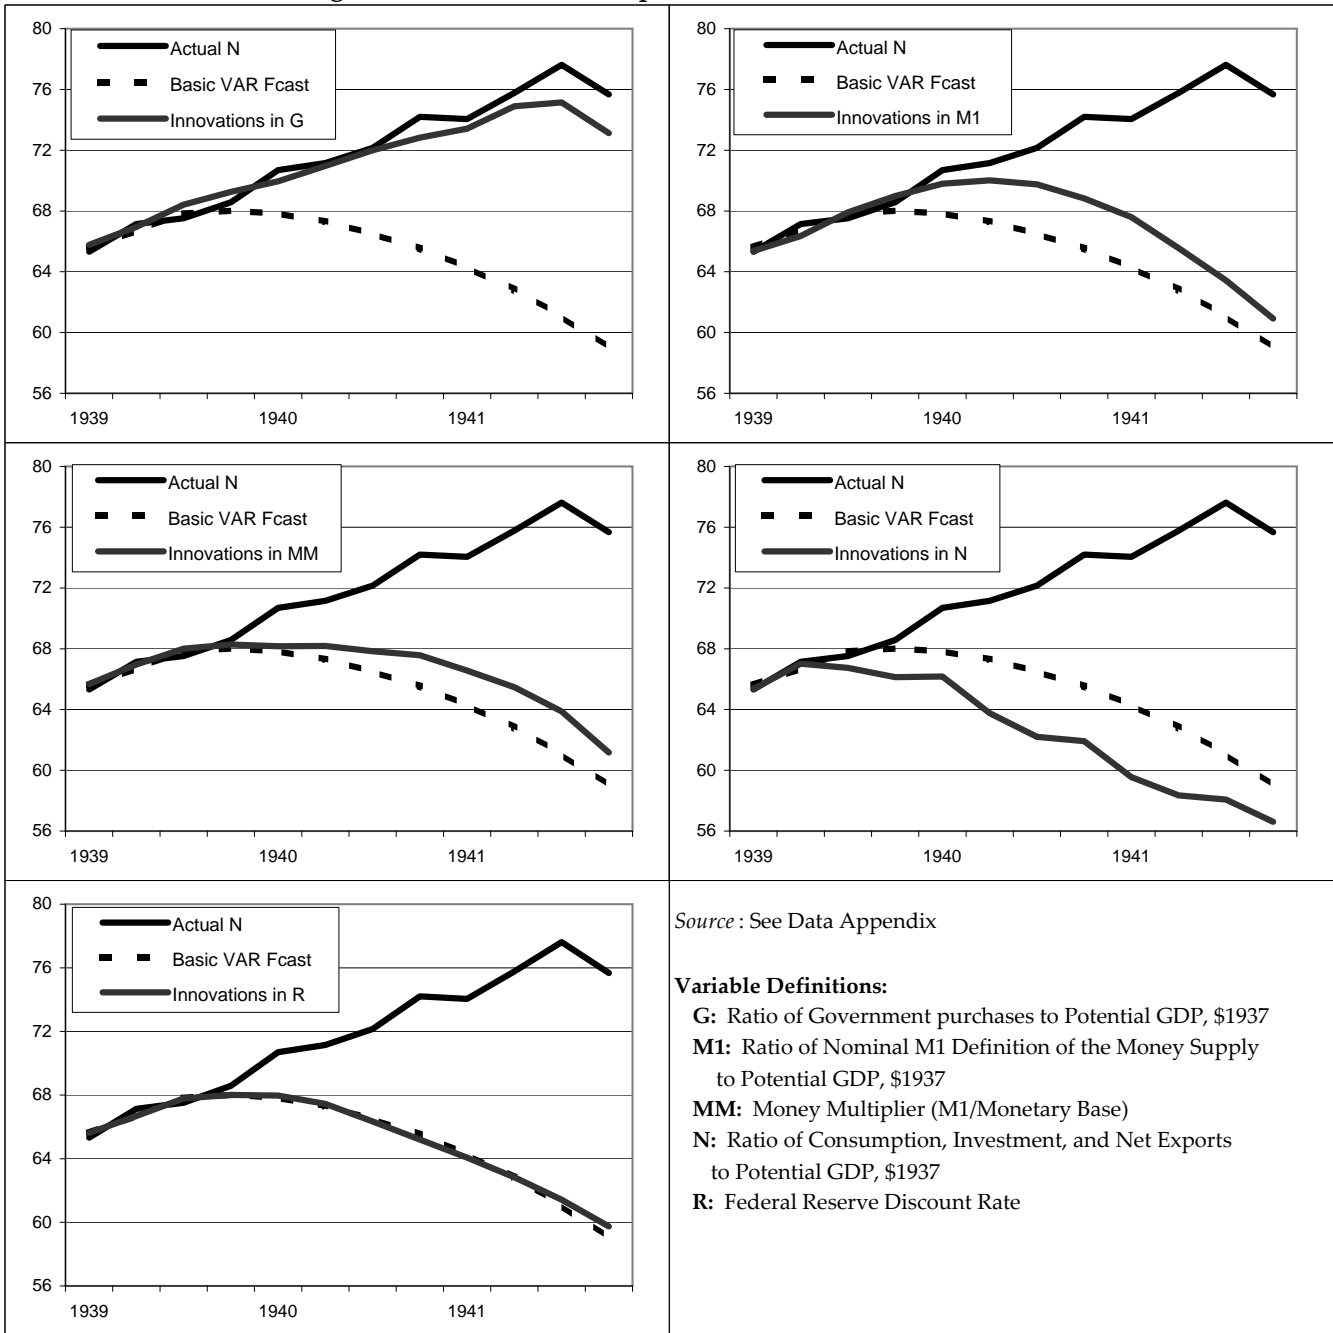 80
76
72
68
64
60
56
Actual N
Basic VAR Fcast
Innovations in G
1939 1940 1941
80
76
72
68
64
60
56
Actual N
Basic VAR Fcast
Innovations in M1
1939 1940 1941
80
76
72
68
64
60
56
Actual N
Basic VAR Fcast
Innovations in MM
1939 1940 1941
80
76
72
68
64
60
56
Actual N
Basic VAR Fcast
Innovations in N
1939 1940 1941
80
76
72
68
64
60
56
Actual N
Basic VAR Fcast
Innovations in R
1939 1940 1941
Source : See Data Appendix
Variable Definitions:
G: Ratio of Government purchases to Potential GDP, $1937
M1: Ratio of Nominal M1 Definition of the Money Supply
to Potential GDP, $1937
MM: Money Multiplier (M1/Monetary Base)
N: Ratio of Consumption, Investment, and Net Exports
to Potential GDP, $1937
R: Federal Reserve Discount Rate